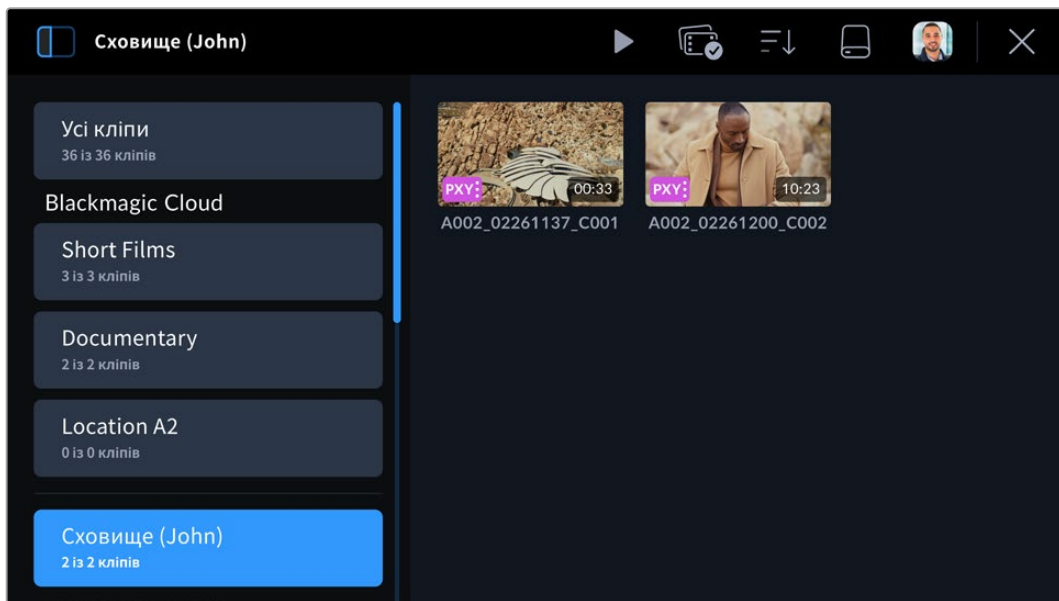 Сховище (John)
Усі кліпи
36 із 36 кліпів
Blackmagic Cloud
Short Films
3 із 3 кліпів
Documentary
2 із 2 кліпів
Location A2
0 із 0 кліпів
Сховище (John)
2 із 2 кліпів
PXY 00:33
A002_02261137_C001
PXY 10:23
A002_02261200_C002